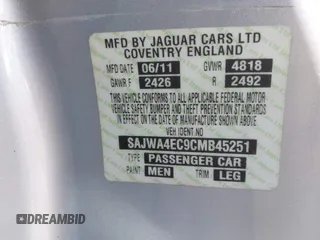 MFD BY JAGUAR CARS LTD
COVENTRY ENGLAND
MFD DATE 06/11 GVWR 4818
GAWR F 2426 R 2492
THIS VEHICLE CONFORMS TO ALL APPLICABLE FEDERAL MOTOR
VEHICLE SAFETY BUMPER AND THEFT PREVENTION STANDARDS
IN EFFECT ON THE DATE OF MANUFACTURE SHOWN ABOVE
VEH IDENT NO
SAJWA4EC9CMB45251
TYPE PASSENGER CAR
PAINT MEN TRIM LEG
DREAMBID